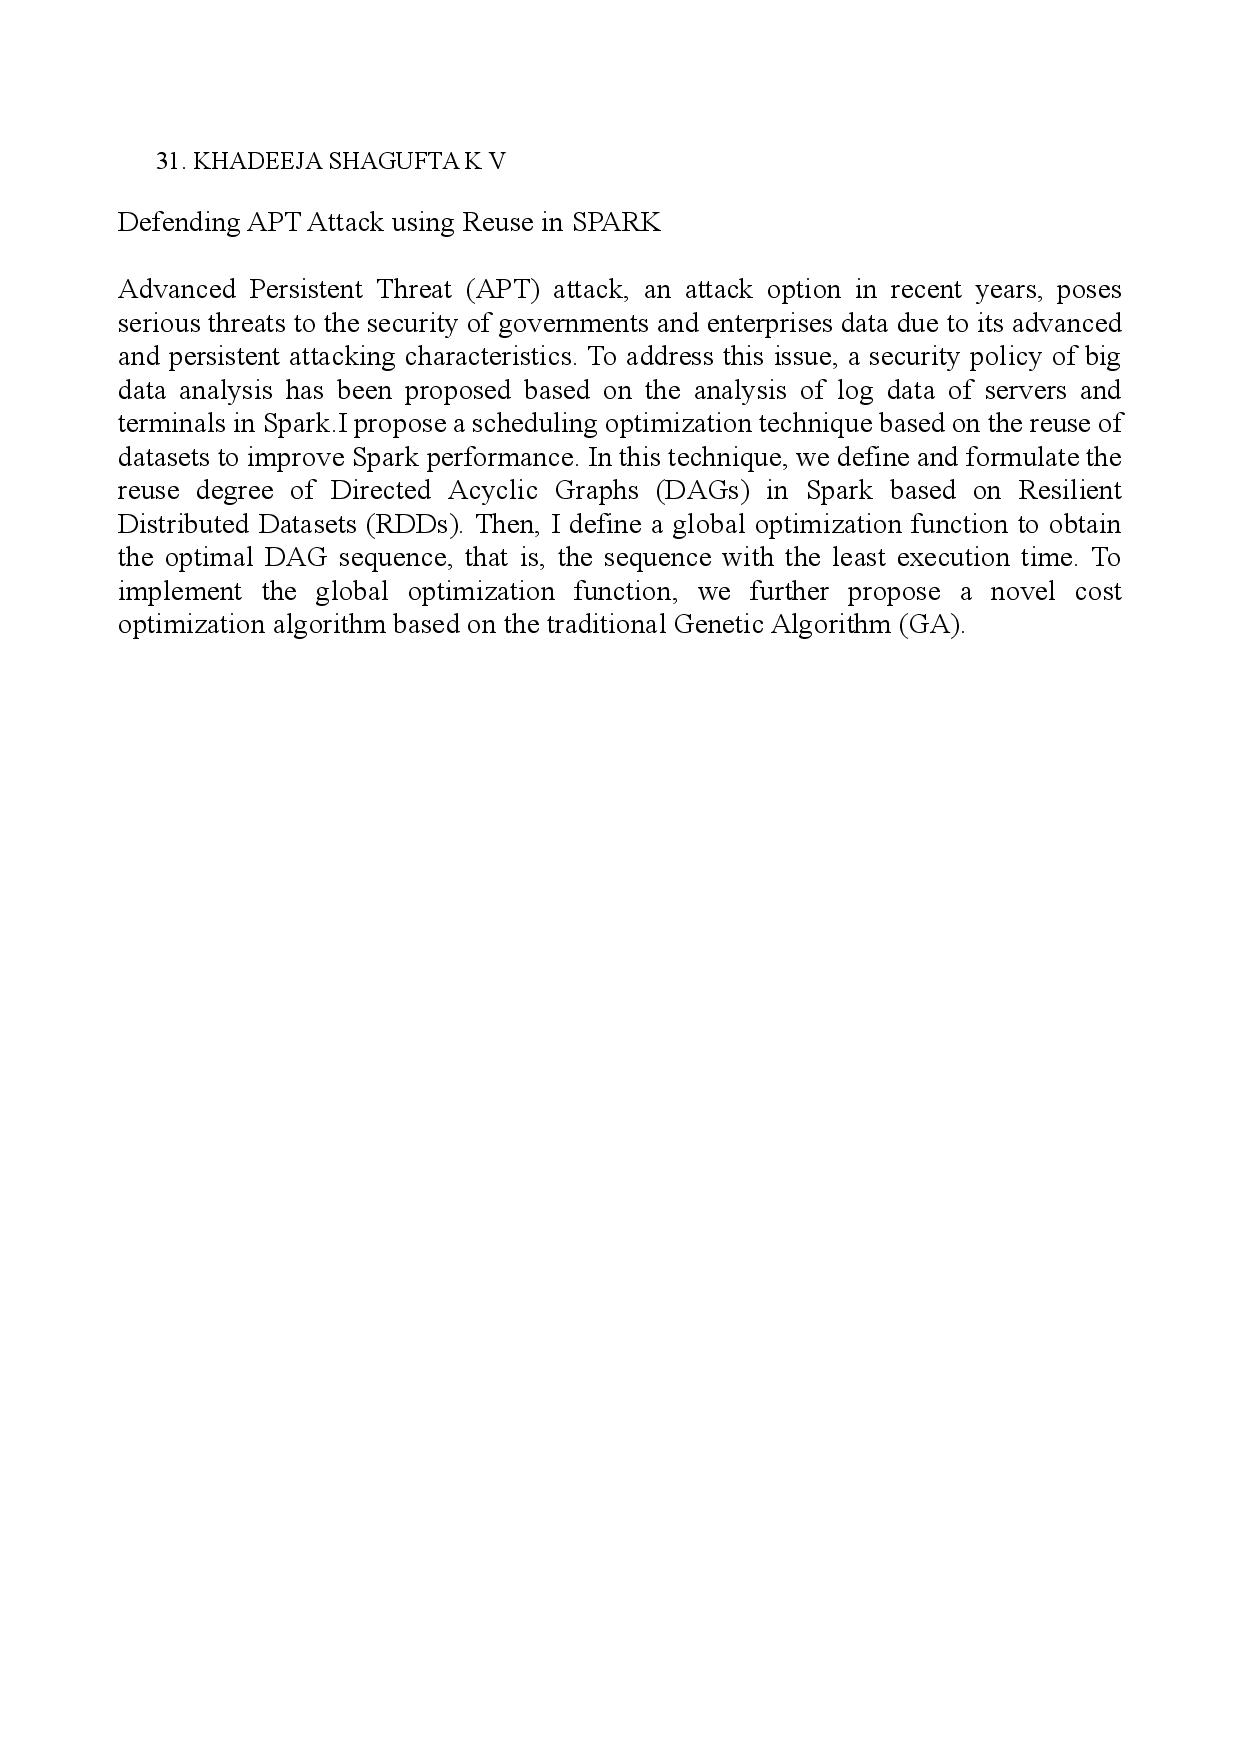 31. KHADEEJA SHAGUFTA K V
Defending APT Attack using Reuse in SPARK
Advanced Persistent Threat (APT) attack, an attack option in recent years, poses
serious threats to the security of governments and enterprises data due to its advanced
and persistent attacking characteristics. To address this issue, a security policy of big
data analysis has been proposed based on the analysis of log data of servers and
terminals in Spark.I propose a scheduling optimization technique based on the reuse of
datasets to improve Spark performance. In this technique, we define and formulate the
reuse degree of Directed Acyclic Graphs (DAGs) in Spark based on Resilient
Distributed Datasets (RDDs). Then, I define a global optimization function to obtain
the optimal DAG sequence, that is, the sequence with the least execution time. To
implement the global optimization function, we further propose a novel cost
optimization algorithm based on the traditional Genetic Algorithm (GA).